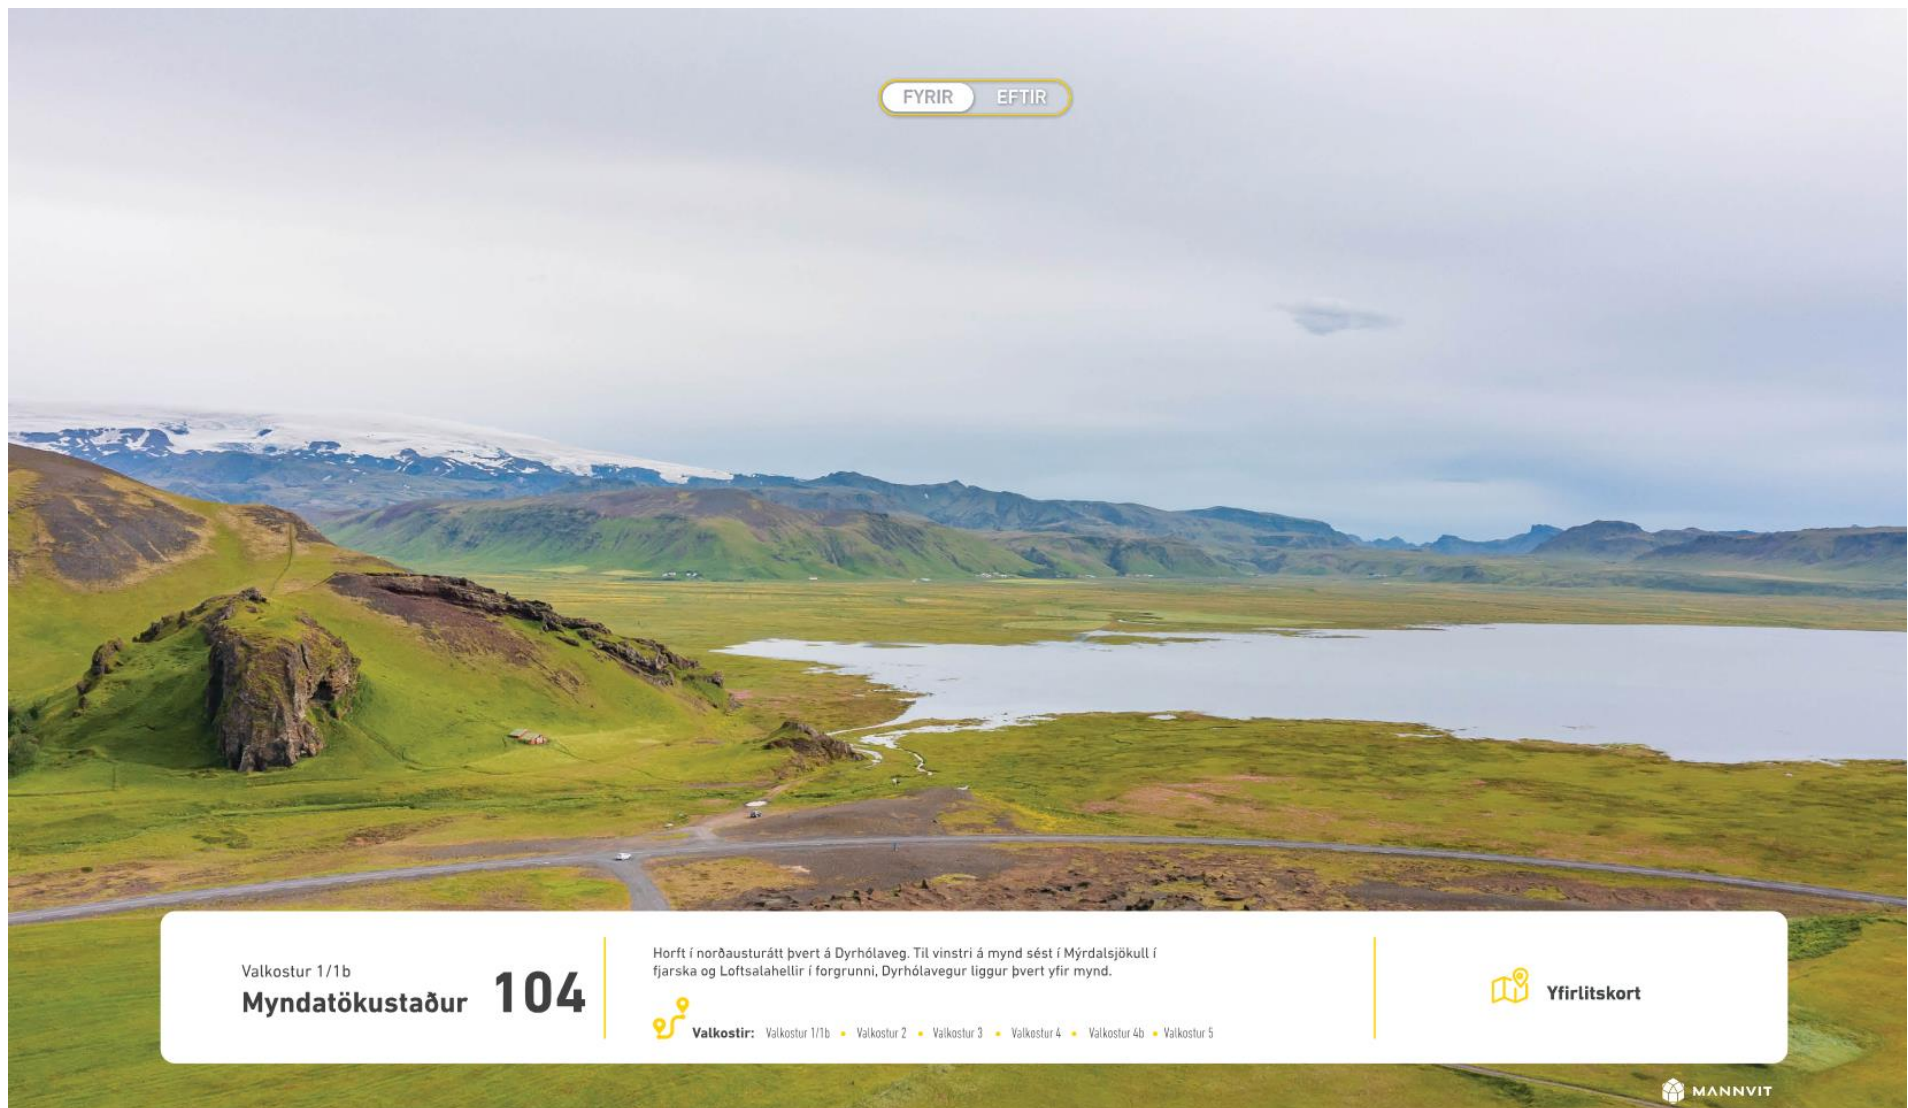 FYRIR EFTIR
Valkostur 1/1b
Myndatökustaður 104
Horft í norðausturátt þvert á Dyrhólaveg. Til vinstri á mynd sést í Mýrdalsjökull í
fjarska og Loftsalahellir í forgrunni, Dyrhólavegur liggur þvert yfir mynd.
Valkostir: Valkostur 1/1b • Valkostur 2 • Valkostur 3 • Valkostur 4 • Valkostur 4b • Valkostur 5
Yfirlitskort
MANNVIT